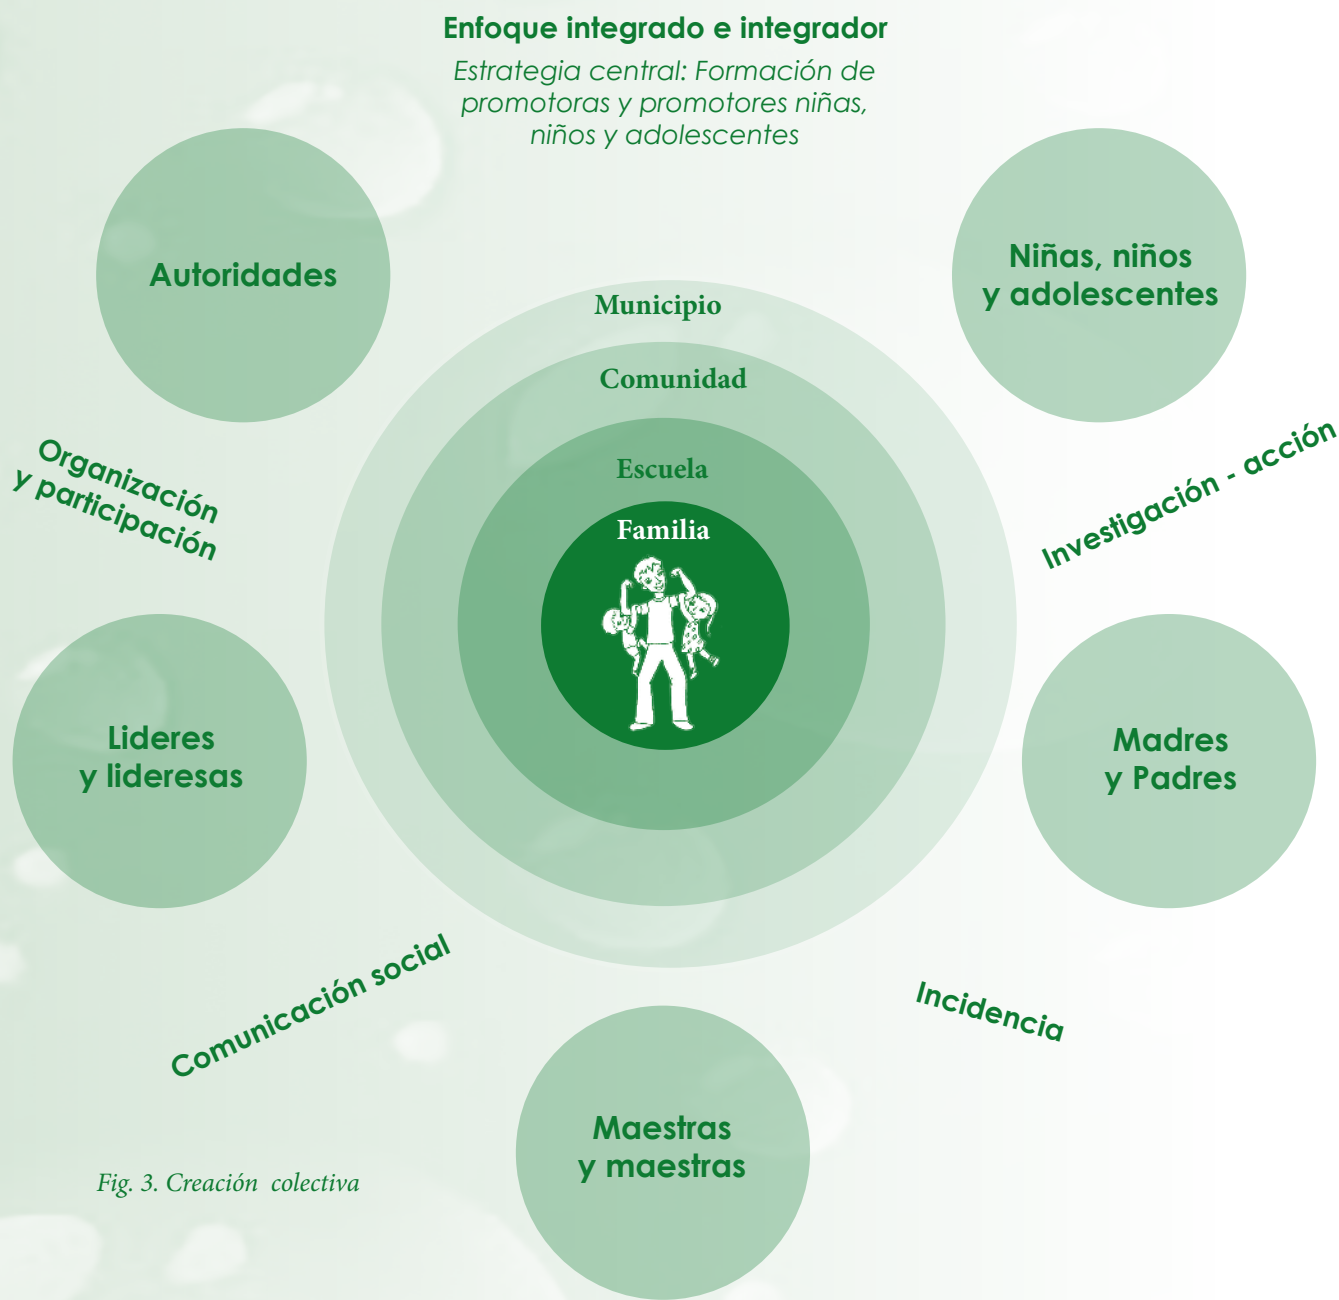 Enfoque integrado e integrador
Estrategia central: Formación de
promotoras y promotores niñas,
niños y adolescentes
Autoridades
Niñas, niños
y adolescentes
Municipio
Comunidad
Escuela
Familia
Organización
y participación
Investigación - acción
Lideres
y lideresas
Madres
y Padres
Comunicación social
Incidencia
Maestras
y maestras
Fig. 3. Creación colectiva